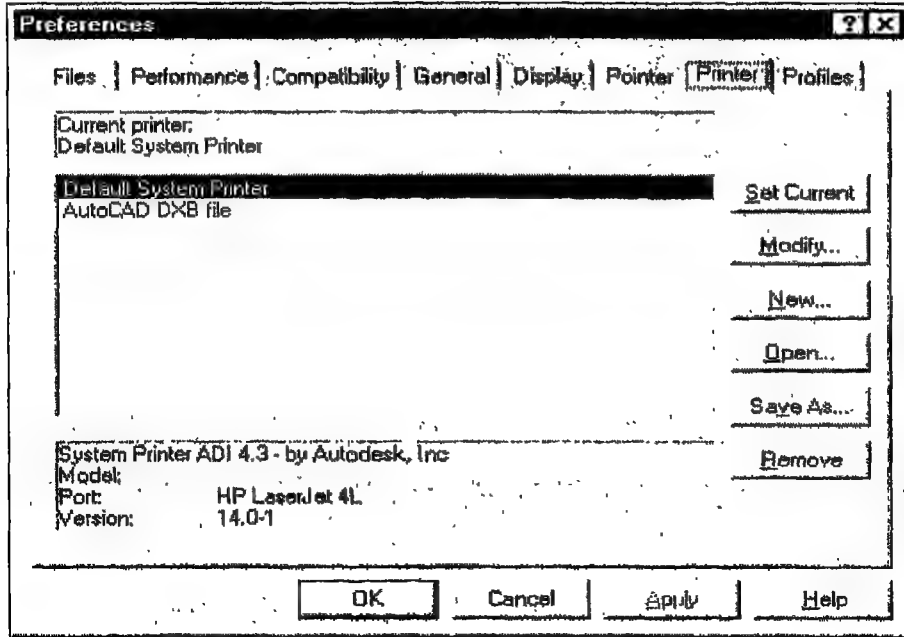 Preferences
Files Performance Compatibility General Display Pointer Printer Profiles
Current printer:
Default System Printer
Default System Printer
AutoCAD DXB file
Set Current
Modify...
New...
Open...
Save As...
Remove
System Printer ADI 4.3 - by Autodesk, Inc
Model:
Port: HP LaserJet 4L
Version: 14.0-1
OK Cancel Apply Help